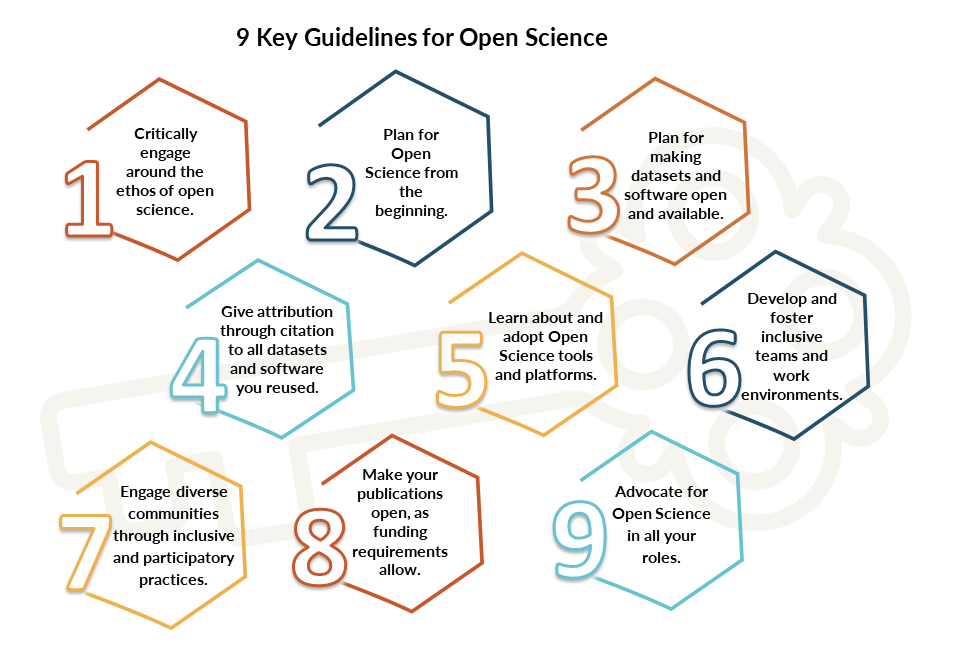 9 Key Guidelines for Open Science
1
Critically
engage
around the
ethos of open
science.
2
Plan for
Open
Science from
the
beginning.
3
Plan for
making
datasets and
software open
and available.
4
Give attribution
through citation
to all datasets
and software
you reused.
5
Learn about and
adopt Open
Science tools
and platforms.
6
Develop and
foster
inclusive
teams and
work
environments.
7
Engage diverse
communities
through inclusive
and participatory
practices.
8
Make your
publications
open, as
funding
requirements
allow.
9
Advocate for
Open Science
in all your
roles.